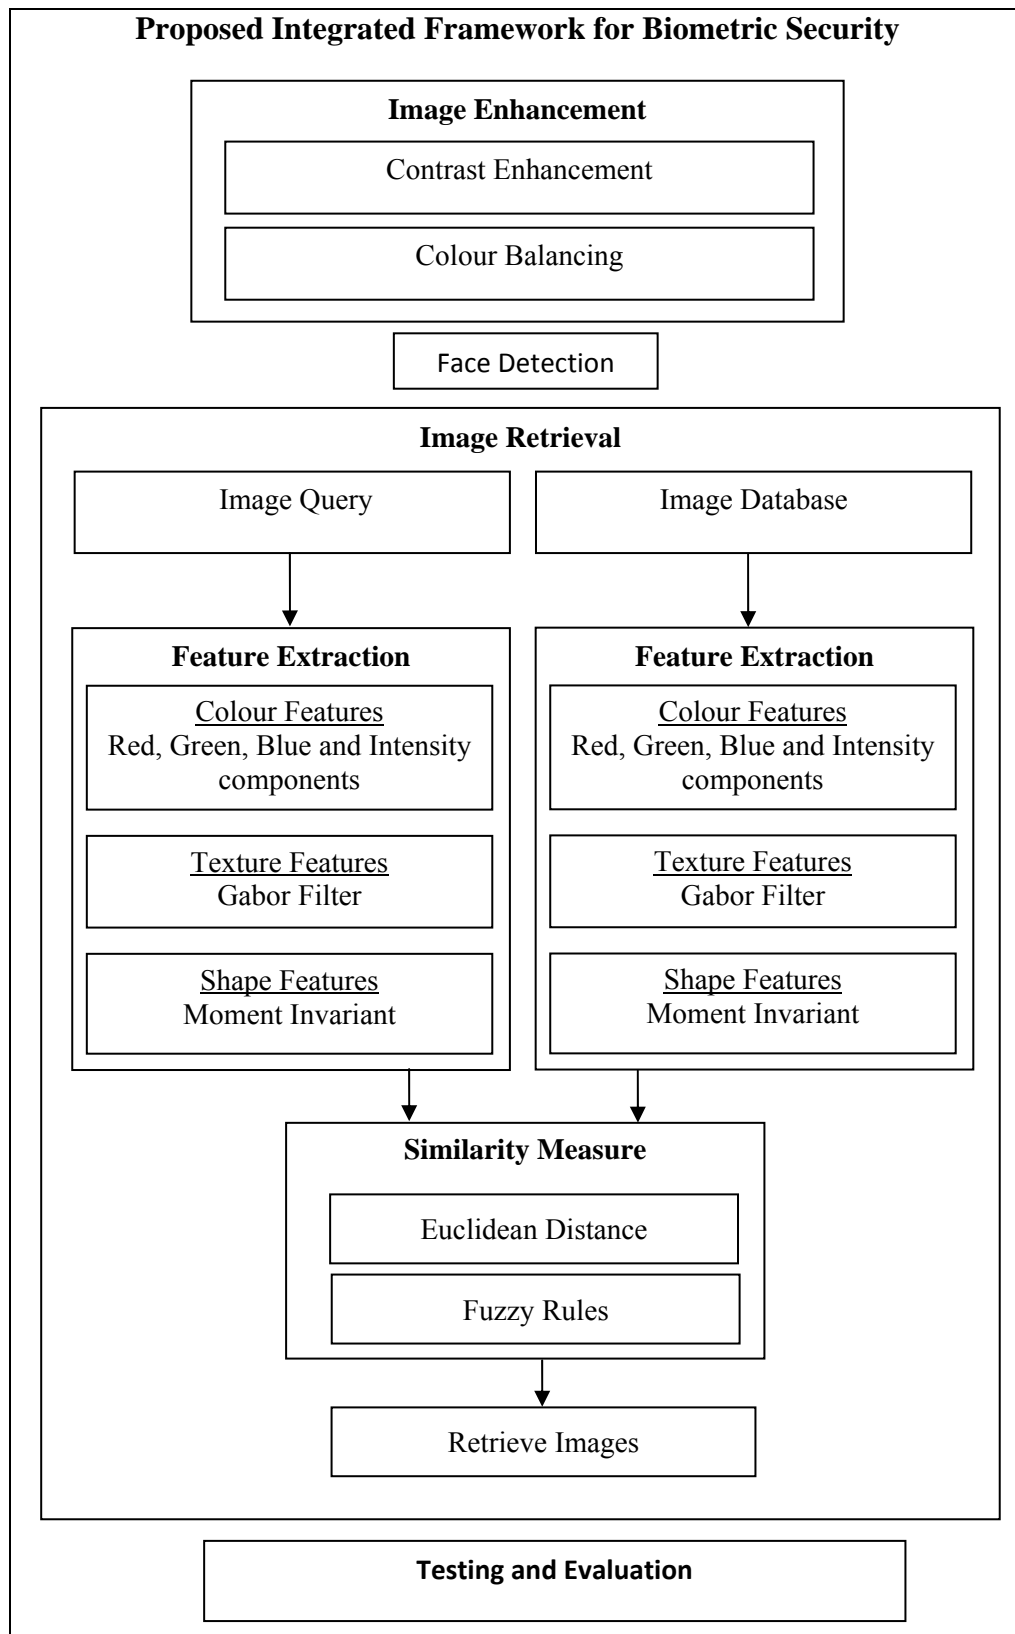 Proposed Integrated Framework for Biometric Security
Image Enhancement
Contrast Enhancement
Colour Balancing
Face Detection
Image Retrieval
Image Query
Image Database
Feature Extraction
Colour Features
Red, Green, Blue and Intensity
components
Texture Features
Gabor Filter
Shape Features
Moment Invariant
Feature Extraction
Colour Features
Red, Green, Blue and Intensity
components
Texture Features
Gabor Filter
Shape Features
Moment Invariant
Similarity Measure
Euclidean Distance
Fuzzy Rules
Retrieve Images
Testing and Evaluation